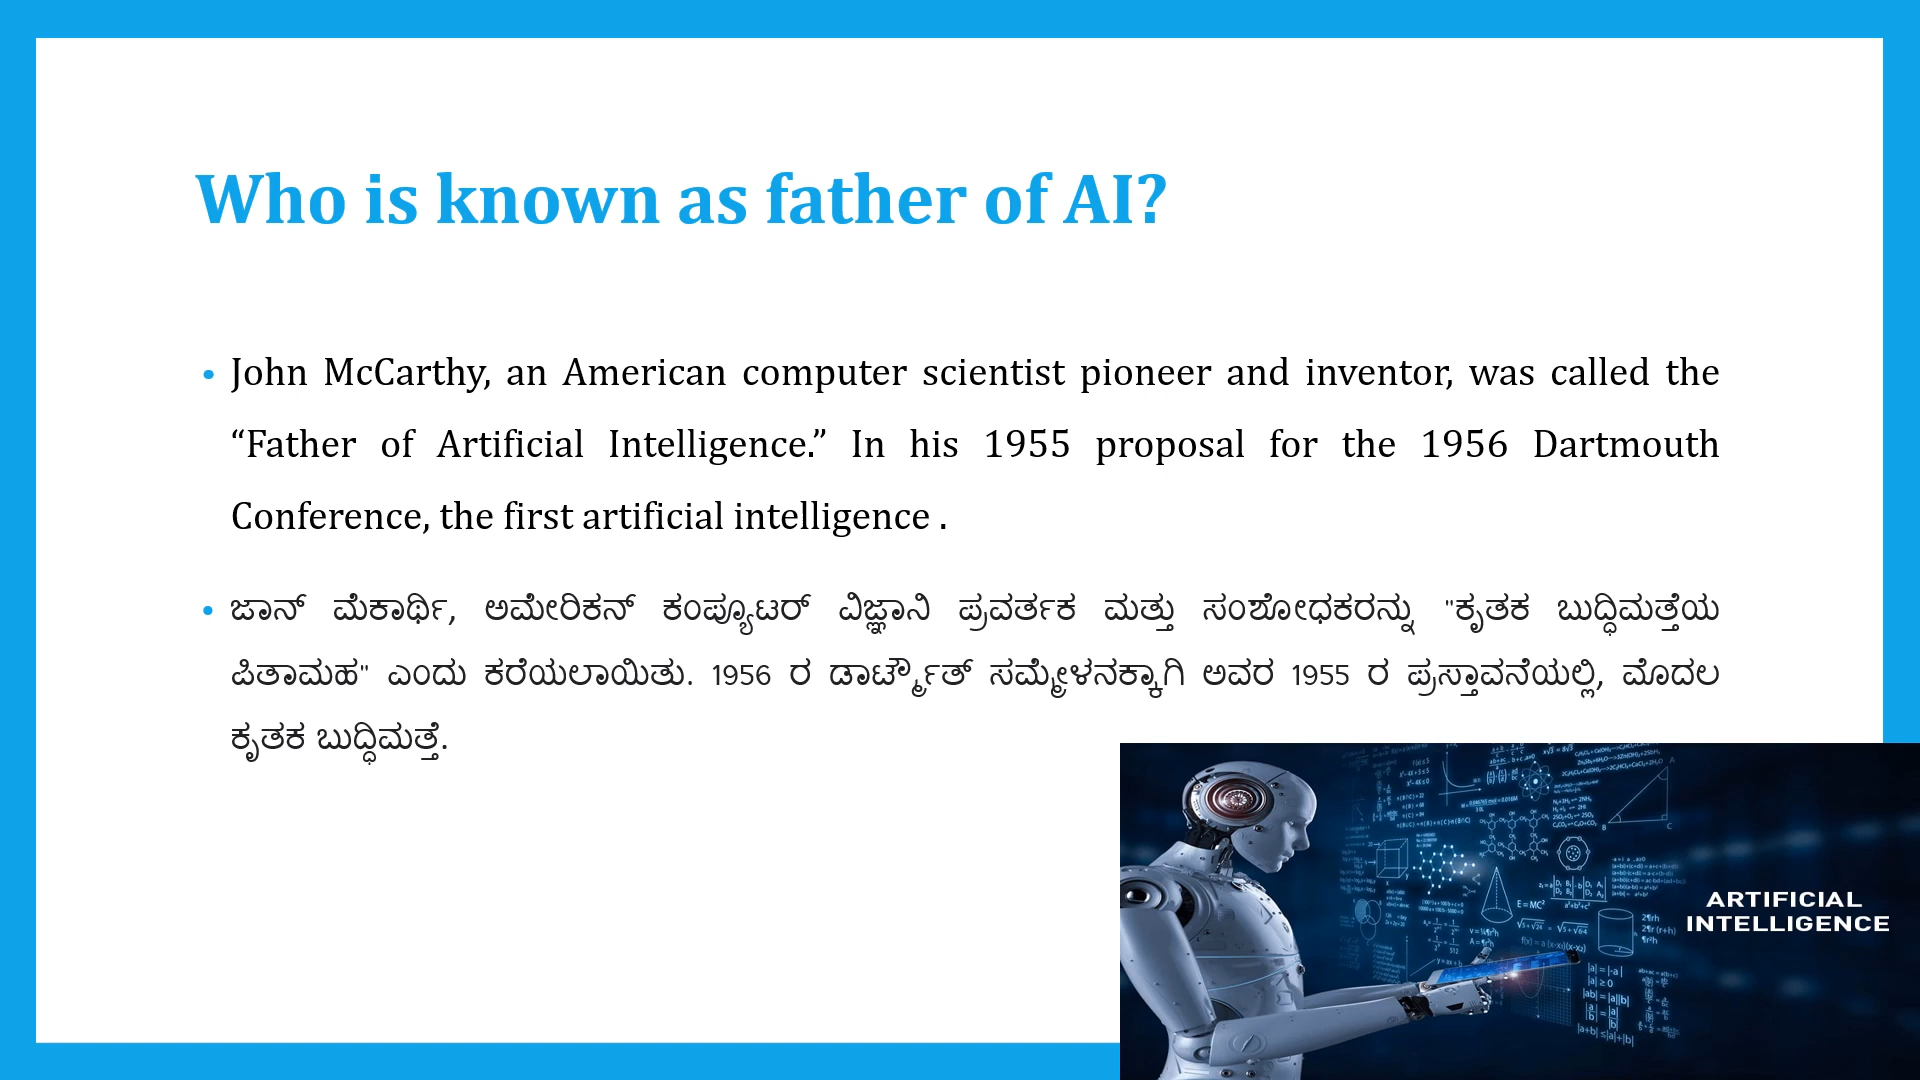 Who is known as father of AI?
• John McCarthy, an American computer scientist pioneer and inventor, was called the
“Father of Artificial Intelligence.” In his 1955 proposal for the 1956 Dartmouth
Conference, the first artificial intelligence .
• ಜಾನ್ ಮೆಕಾರ್ಥಿ, ಅಮೇರಿಕನ್ ಕಂಪ್ಯೂಟರ್ ವಿಜ್ಞಾನಿ ಪ್ರವರ್ತಕ ಮತ್ತು ಸಂಶೋಧಕರನ್ನು "ಕೃತಕ ಬುದ್ಧಿಮತ್ತೆಯ
ಪಿತಾಮಹ" ಎಂದು ಕರೆಯಲಾಯಿತು. 1956 ರ ಡಾರ್ಟ್ಮೌತ್ ಸಮ್ಮೇಳನಕ್ಕಾಗಿ ಅವರ 1955 ರ ಪ್ರಸ್ತಾವನೆಯಲ್ಲಿ, ಮೊದಲ
ಕೃತಕ ಬುದ್ಧಿಮತ್ತೆ.
ARTIFICIAL
INTELLIGENCE
E=MC²